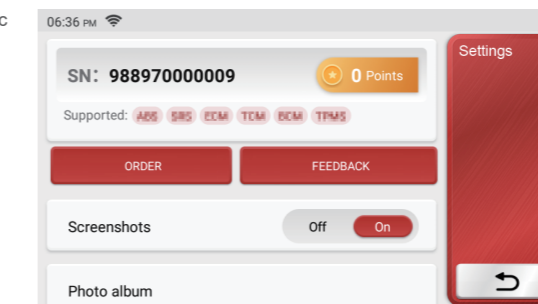 c
06:36 PM
Settings
SN: 988970000009
0 Points
Supported: ABS SRS ECM TCM BCM TPMS
ORDER
FEEDBACK
Screenshots
Off
On
Photo album